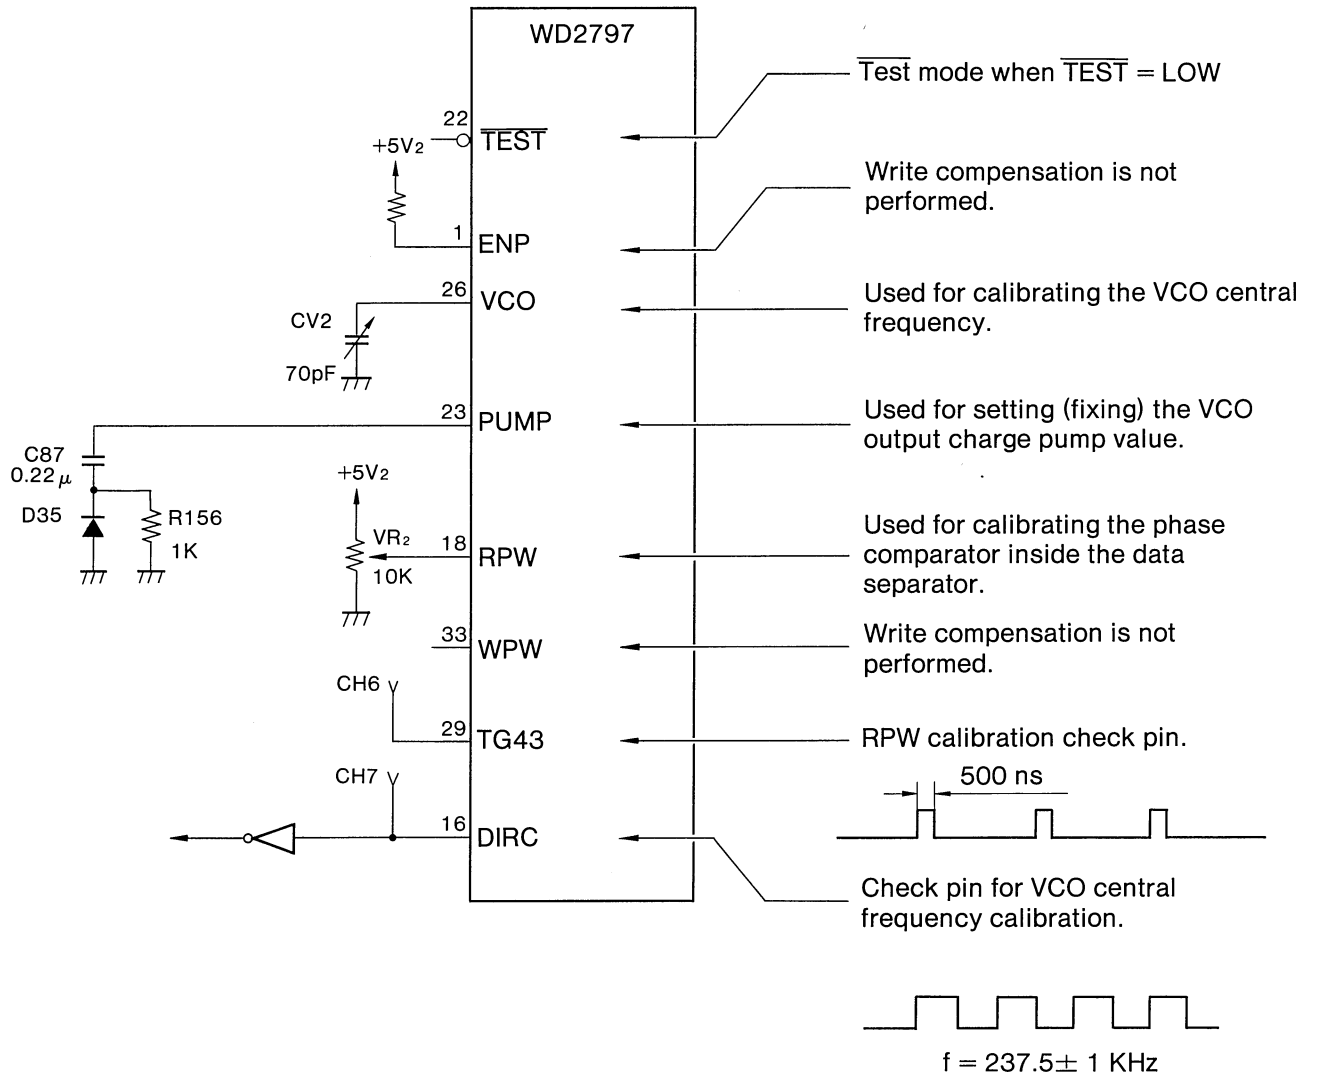 WD2797
Test mode when TEST = LOW
22
TEST
+5V2
Write compensation is not
performed.
1
ENP
26
VCO
Used for calibrating the VCO central
frequency.
CV2
70pF
23
PUMP
Used for setting (fixing) the VCO
output charge pump value.
C87
0.22μ
D35
R156
1K
+5V2
VR2
10K
18
RPW
Used for calibrating the phase
comparator inside the data
separator.
33
WPW
Write compensation is not
performed.
CH6
29
TG43
RPW calibration check pin.
500 ns
CH7
16
DIRC
Check pin for VCO central
frequency calibration.
f = 237.5± 1 KHz